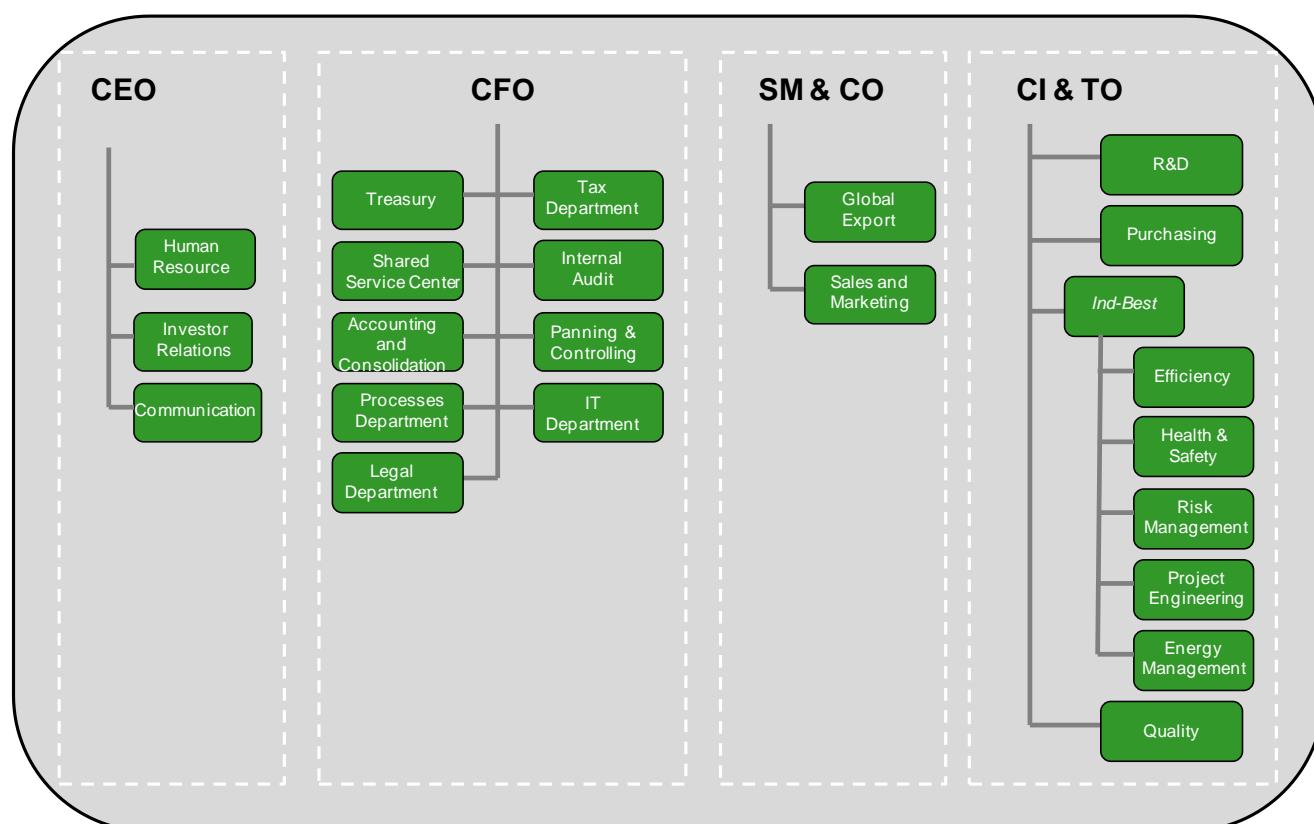 CEO
Human
Resource
Investor
Relations
Communication
CFO
Treasury
Tax
Department
Shared
Service Center
Internal
Audit
Accounting
and
Consolidation
Panning &
Controlling
Processes
Department
IT
Department
Legal
Department
SM & CO
Global
Export
Sales and
Marketing
CI & TO
R&D
Purchasing
Ind-Best
Efficiency
Health &
Safety
Risk
Management
Project
Engineering
Energy
Management
Quality